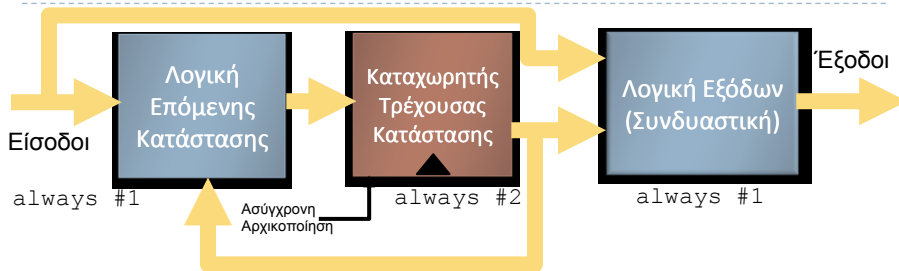 Είσοδοι
Λογική
Επόμενης
Κατάστασης
always #1
Καταχωρητής
Τρέχουσας
Κατάστασης
always #2
Ασύγχρονη
Αρχικοποίηση
Λογική Εξόδων
(Συνδυαστική)
always #1
Έξοδοι